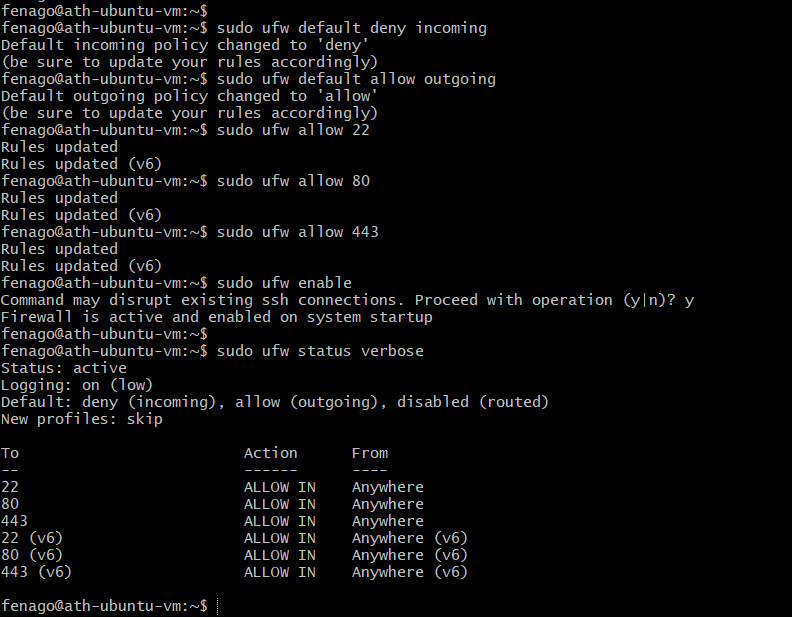 fenago@ath-ubuntu-vm:~$
fenago@ath-ubuntu-vm:~$ sudo ufw default deny incoming
Default incoming policy changed to 'deny'
(be sure to update your rules accordingly)
fenago@ath-ubuntu-vm:~$ sudo ufw default allow outgoing
Default outgoing policy changed to 'allow'
(be sure to update your rules accordingly)
fenago@ath-ubuntu-vm:~$ sudo ufw allow 22
Rules updated
Rules updated (v6)
fenago@ath-ubuntu-vm:~$ sudo ufw allow 80
Rules updated
Rules updated (v6)
fenago@ath-ubuntu-vm:~$ sudo ufw allow 443
Rules updated
Rules updated (v6)
fenago@ath-ubuntu-vm:~$ sudo ufw enable
Command may disrupt existing ssh connections. Proceed with operation (y|n)? y
Firewall is active and enabled on system startup
fenago@ath-ubuntu-vm:~$
fenago@ath-ubuntu-vm:~$ sudo ufw status verbose
Status: active
Logging: on (low)
Default: deny (incoming), allow (outgoing), disabled (routed)
New profiles: skip

To                         Action      From
--                         ------      ----
22                         ALLOW IN    Anywhere
80                         ALLOW IN    Anywhere
443                        ALLOW IN    Anywhere
22 (v6)                    ALLOW IN    Anywhere (v6)
80 (v6)                    ALLOW IN    Anywhere (v6)
443 (v6)                   ALLOW IN    Anywhere (v6)

fenago@ath-ubuntu-vm:~$